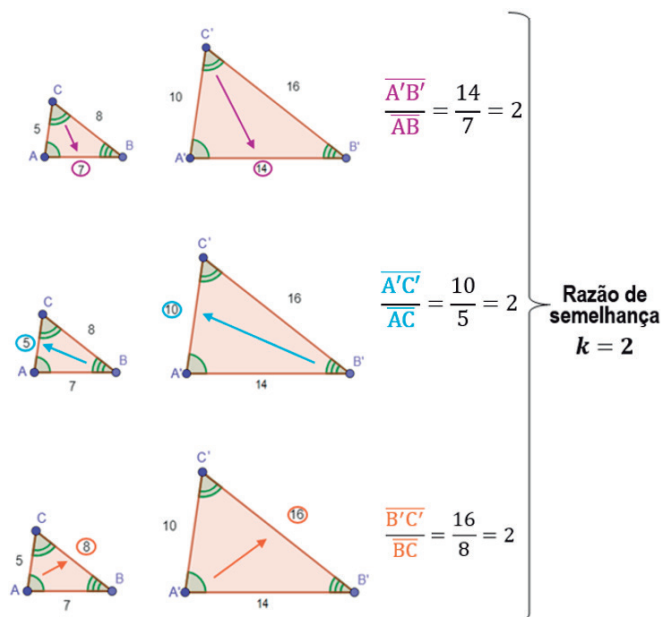 C'
C
5
8
A
7
B
10
16
A'
14
B'
A'B'/AB = 14/7 = 2
C'
C
5
8
A
7
B
10
16
A'
14
B'
A'C'/AC = 10/5 = 2
Razão de
semelhança
k = 2
C'
C
5
8
A
7
B
10
16
A'
14
B'
B'C'/BC = 16/8 = 2